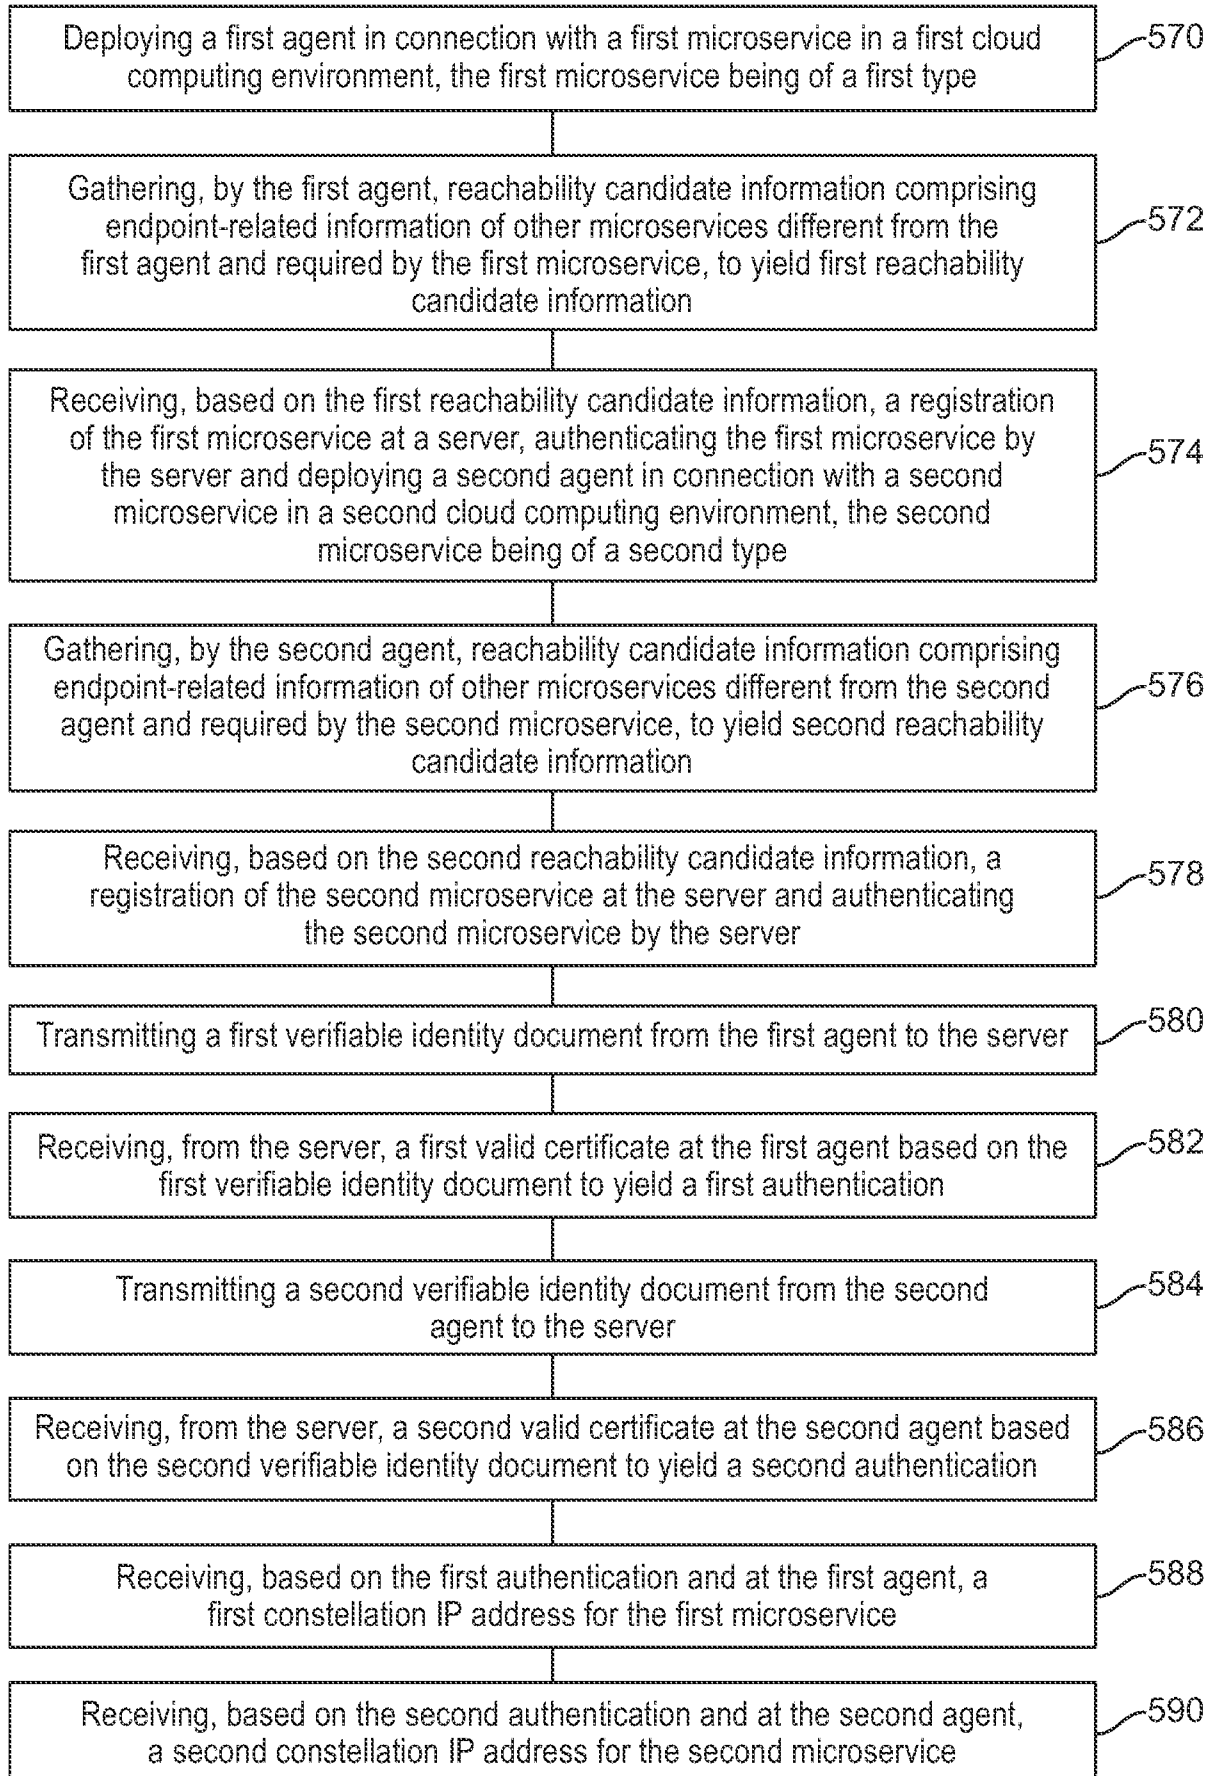 Deploying a first agent in connection with a first microservice in a first cloud
computing environment, the first microservice being of a first type
570
Gathering, by the first agent, reachability candidate information comprising
endpoint-related information of other microservices different from the
first agent and required by the first microservice, to yield first reachability
candidate information
572
Receiving, based on the first reachability candidate information, a registration
of the first microservice at a server, authenticating the first microservice by
the server and deploying a second agent in connection with a second
microservice in a second cloud computing environment, the second
microservice being of a second type
574
Gathering, by the second agent, reachability candidate information comprising
endpoint-related information of other microservices different from the second
agent and required by the second microservice, to yield second reachability
candidate information
576
Receiving, based on the second reachability candidate information, a
registration of the second microservice at the server and authenticating
the second microservice by the server
578
Transmitting a first verifiable identity document from the first agent to the server
580
Receiving, from the server, a first valid certificate at the first agent based on the
first verifiable identity document to yield a first authentication
582
Transmitting a second verifiable identity document from the second
agent to the server
584
Receiving, from the server, a second valid certificate at the second agent based
on the second verifiable identity document to yield a second authentication
586
Receiving, based on the first authentication and at the first agent, a
first constellation IP address for the first microservice
588
Receiving, based on the second authentication and at the second agent,
a second constellation IP address for the second microservice
590